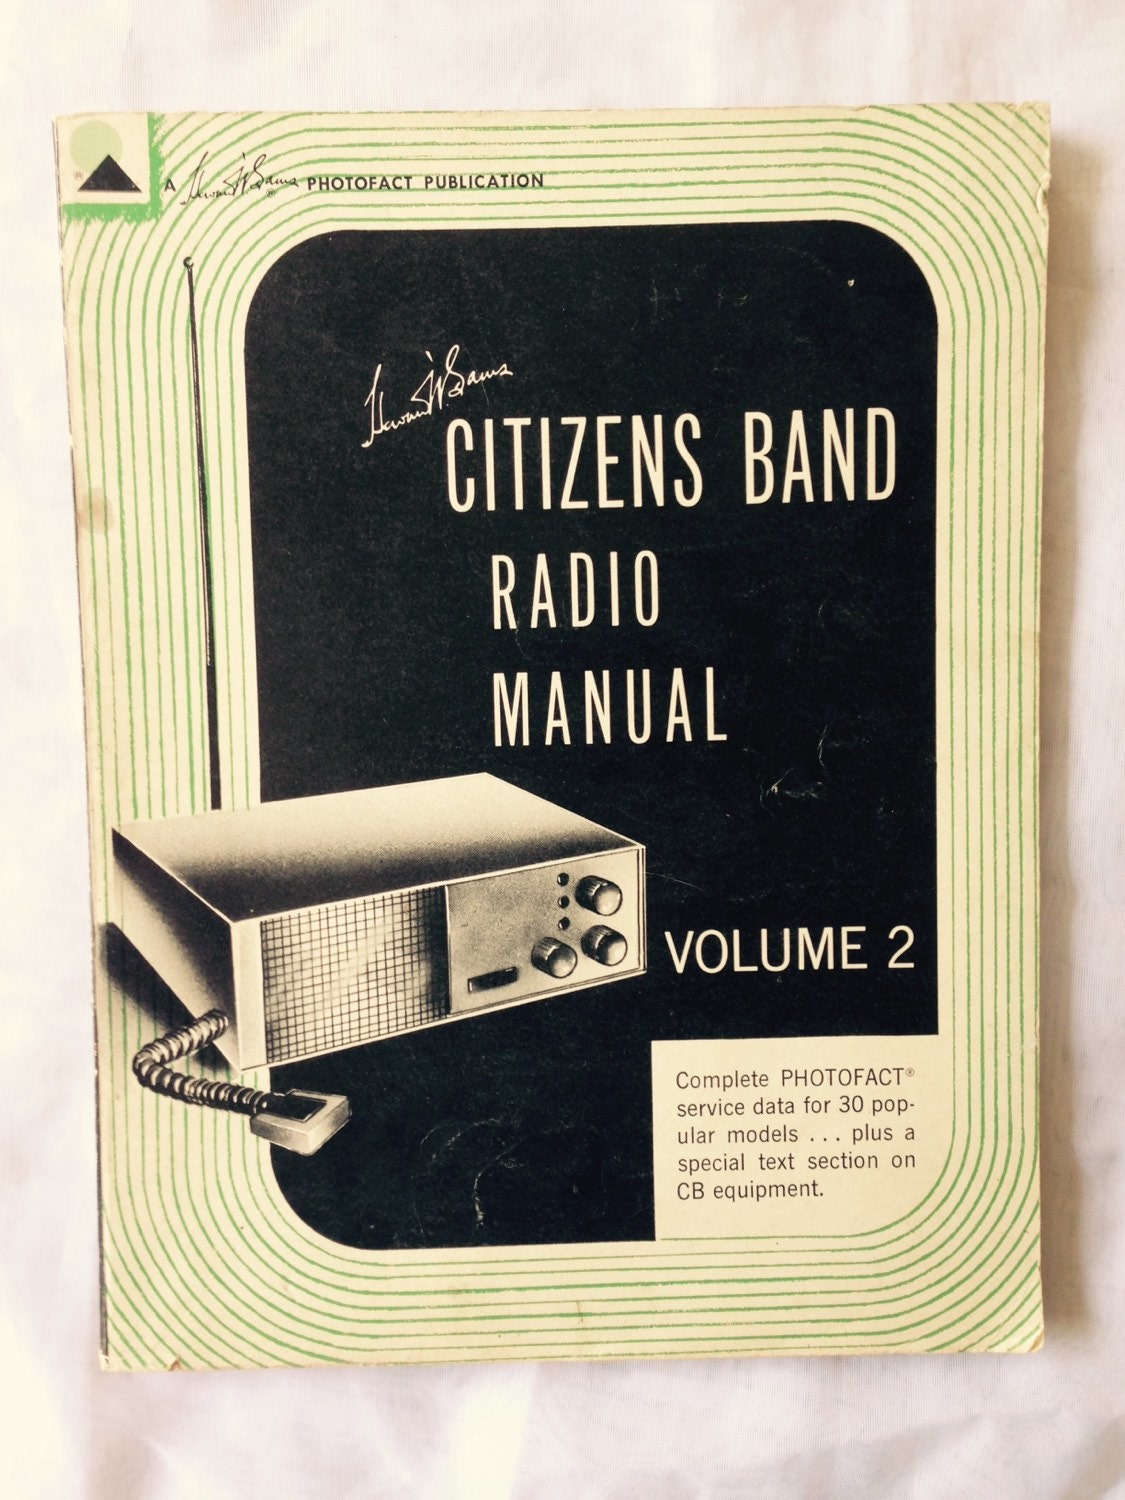 A Howard W. Sams ® PHOTOFACT PUBLICATION
®
Howard W. Sams
CITIZENS BAND
RADIO
MANUAL
VOLUME 2
Complete PHOTOFACT®
service data for 30 pop-
ular models ... plus a
special text section on
CB equipment.